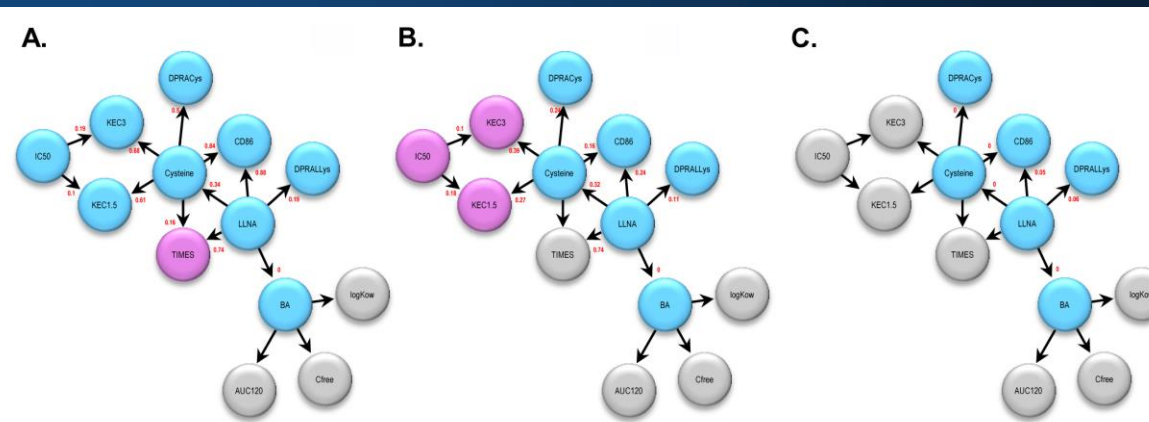 A.
B.
C.
DPRACys
KEC3
CD86
IC50
Cysteine
DPRALLys
KEC1.5
LLNA
TIMES
BA
logKow
AUC120
Cfree
0.19
0.1
0.68
0.61
0.84
0.34
0.19
0.16
0.74
0
DPRACys
KEC3
CD86
IC50
Cysteine
DPRALLys
KEC1.5
LLNA
TIMES
BA
logKow
AUC120
Cfree
0.1
0.18
0.24
0.39
0.27
0.16
0.32
0.24
0.11
0.74
0
DPRACys
KEC3
CD86
IC50
Cysteine
DPRALLys
KEC1.5
LLNA
TIMES
BA
AUC120
Cfree
0
0
0
0.05
0.06
0